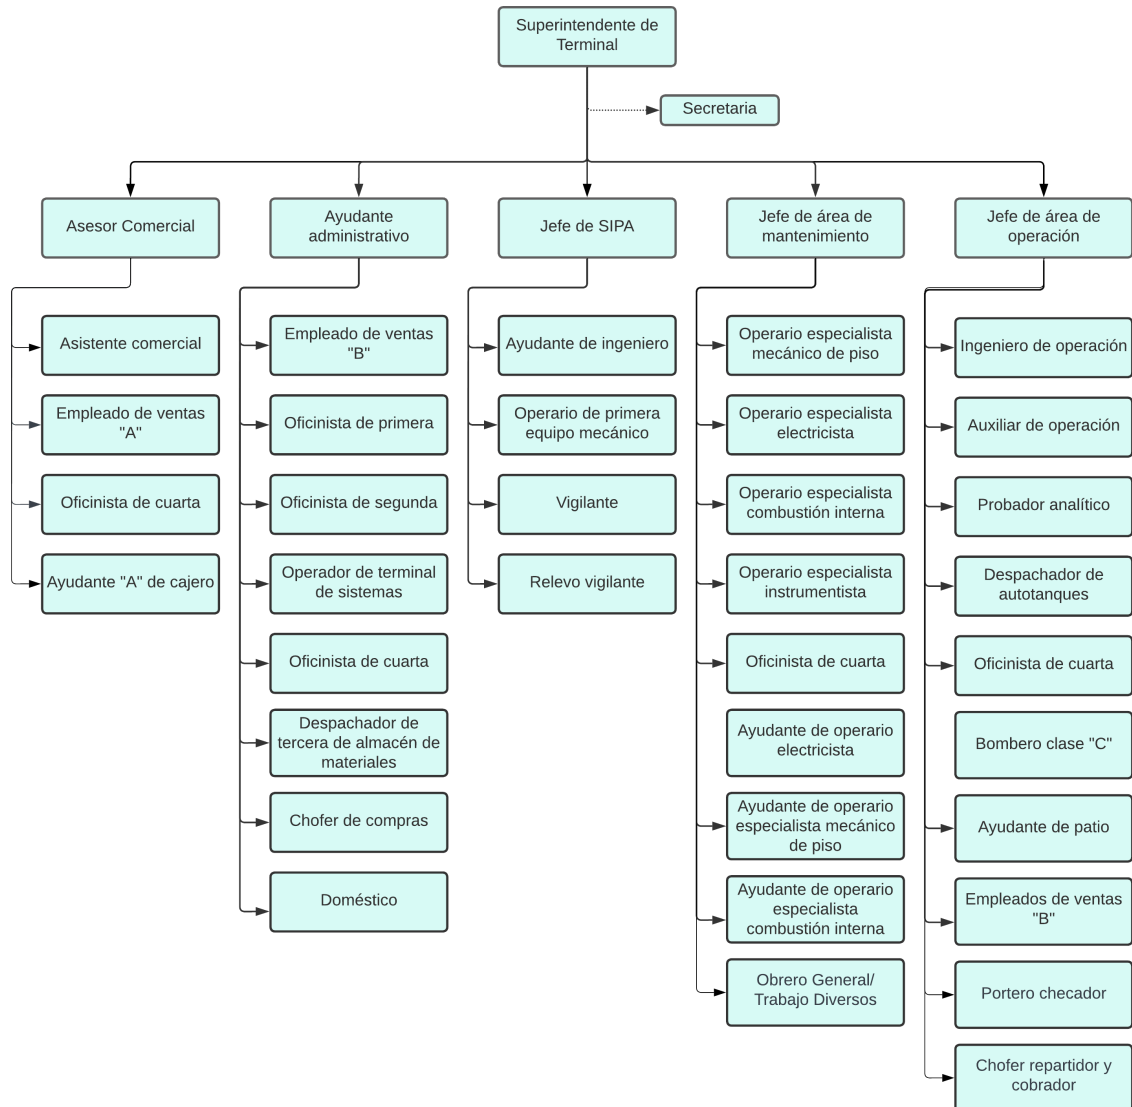 Superintendente de
Terminal
Secretaria
Asesor Comercial
Ayudante
administrativo
Jefe de SIPA
Jefe de área de
mantenimiento
Jefe de área de
operación
Asistente comercial
Empleado de ventas
"A"
Oficinista de cuarta
Ayudante "A" de cajero
Empleado de ventas
"B"
Oficinista de primera
Oficinista de segunda
Operador de terminal
de sistemas
Oficinista de cuarta
Despachador de
tercera de almacén de
materiales
Chofer de compras
Doméstico
Ayudante de ingeniero
Operario de primera
equipo mecánico
Vigilante
Relevo vigilante
Operario especialista
mecánico de piso
Operario especialista
electricista
Operario especialista
combustión interna
Operario especialista
instrumentista
Oficinista de cuarta
Ayudante de operario
electricista
Ayudante de operario
especialista mecánico
de piso
Ayudante de operario
especialista
combustión interna
Obrero General/
Trabajo Diversos
Ingeniero de operación
Auxiliar de operación
Probador analítico
Despachador de
autotanques
Oficinista de cuarta
Bombero clase "C"
Ayudante de patio
Empleados de ventas
"B"
Portero checador
Chofer repartidor y
cobrador